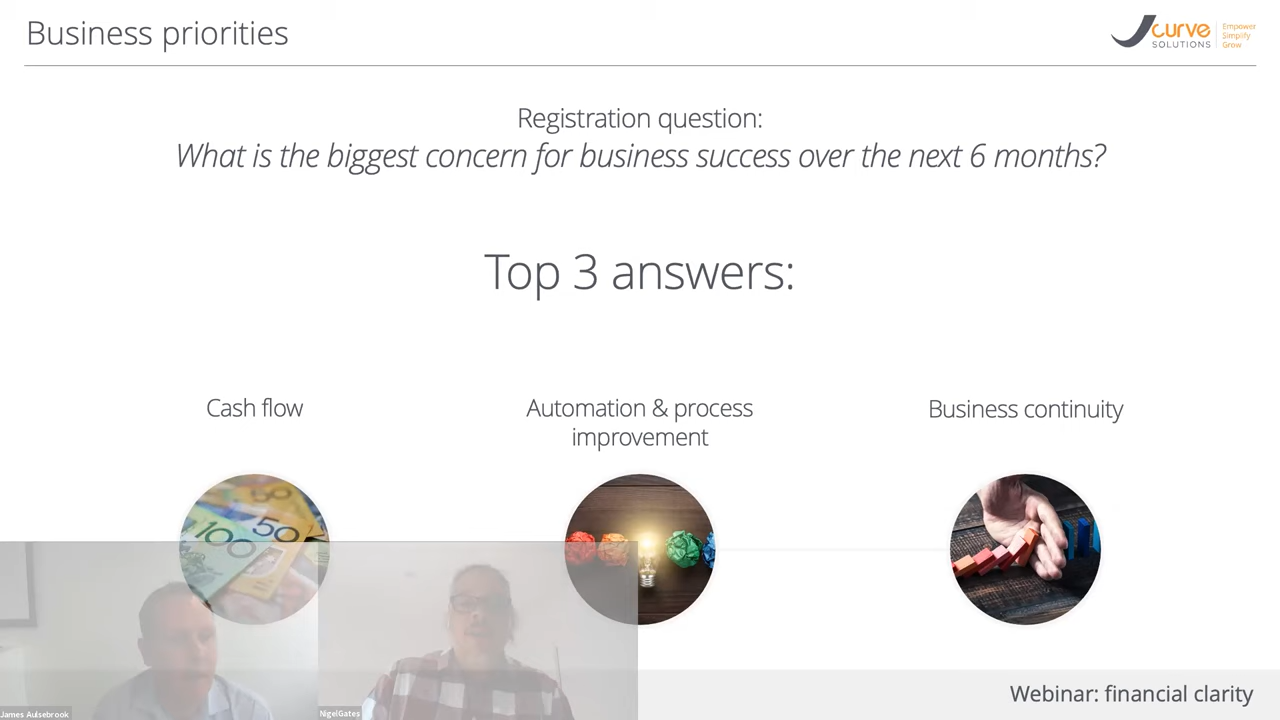 Business priorities
curve
SOLUTIONS
Empower
Simplify
Grow
Registration question:
What is the biggest concern for business success over the next 6 months?
Top 3 answers:
Cash flow
Automation & process
improvement
Business continuity
50
100
James Aulsebrook
NigelGates
Webinar: financial clarity